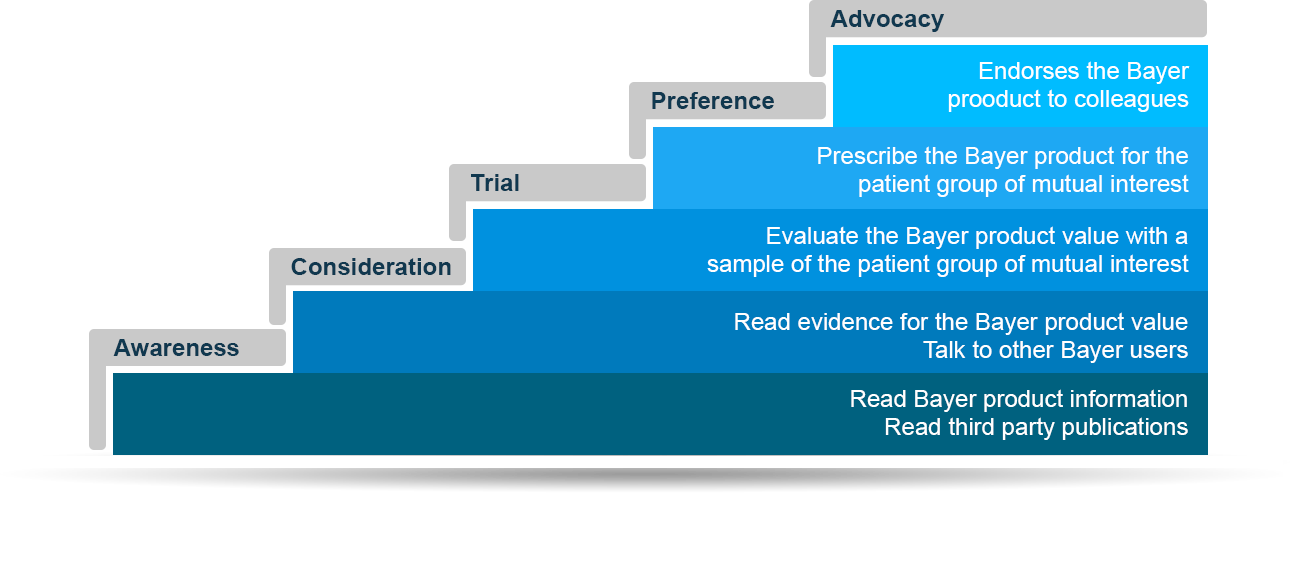 Advocacy
Endorses the Bayer
prooduct to colleagues
Preference
Prescribe the Bayer product for the
patient group of mutual interest
Trial
Evaluate the Bayer product value with a
sample of the patient group of mutual interest
Consideration
Read evidence for the Bayer product value
Talk to other Bayer users
Awareness
Read Bayer product information
Read third party publications